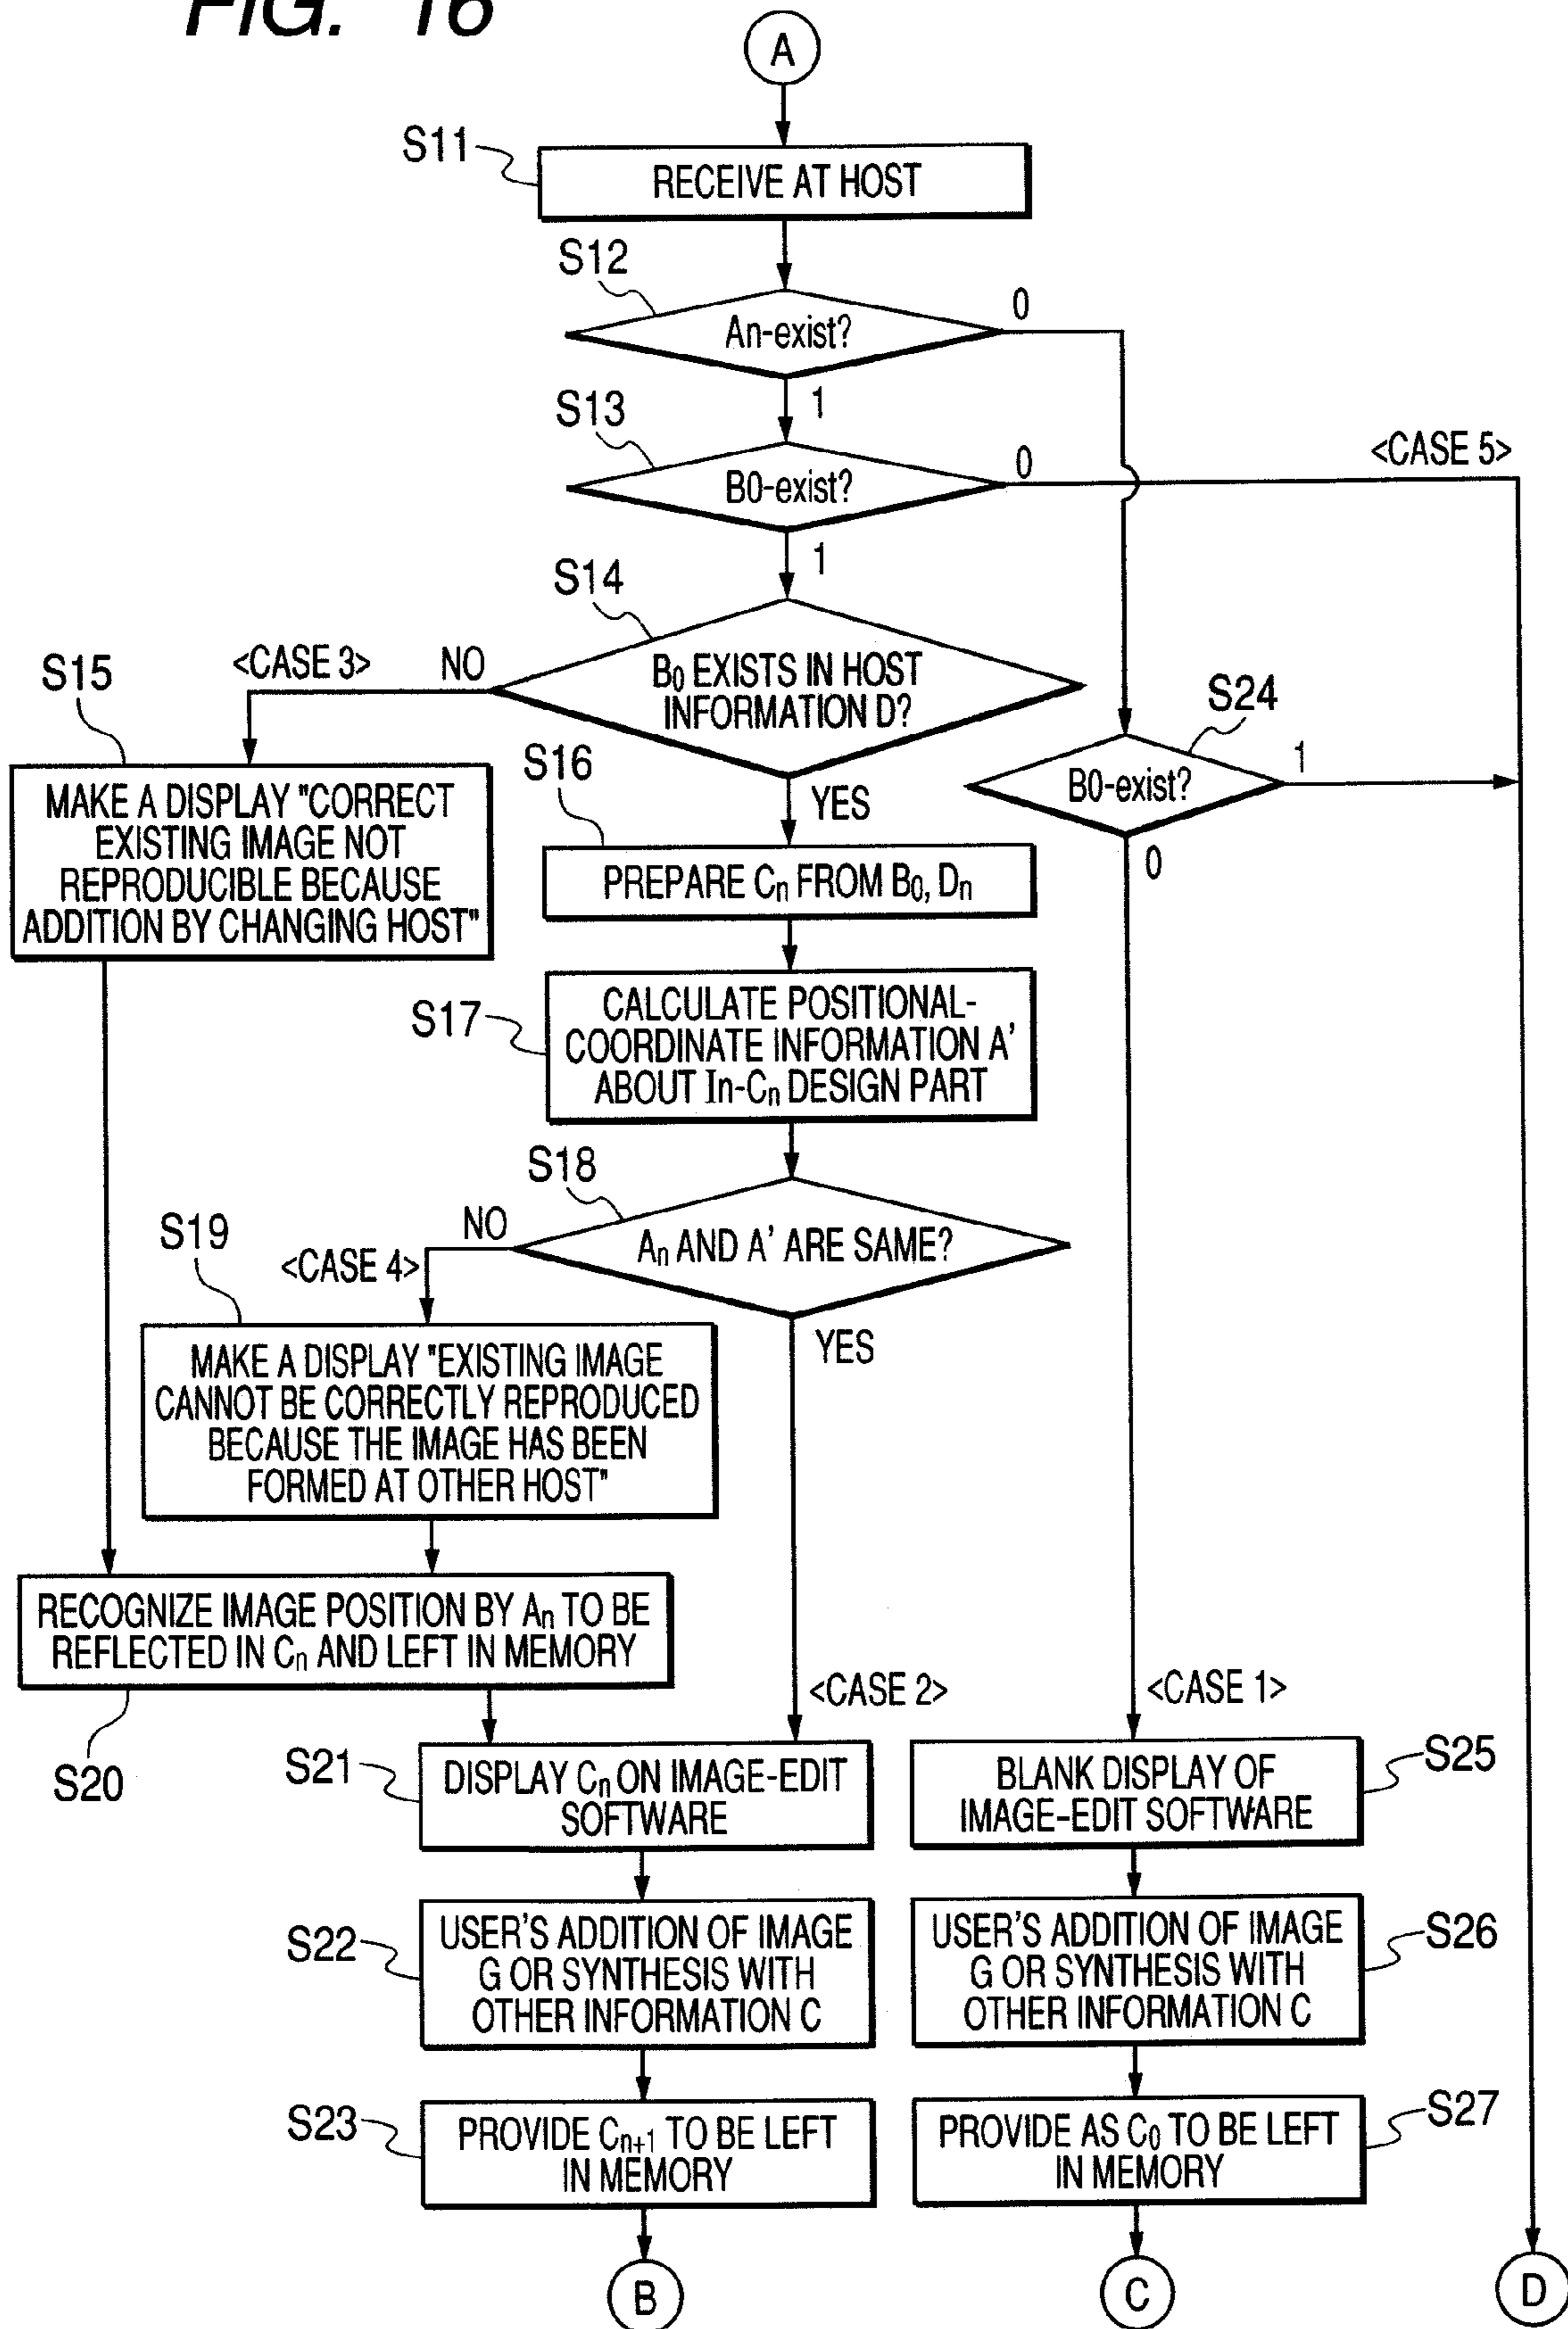 FIG. 16
A
S11
RECEIVE AT HOST
S12
An-exist?
0
1
S13
B0-exist?
0
<CASE 5>
1
S14
B₀ EXISTS IN HOST
INFORMATION D?
NO
<CASE 3>
YES
S15
MAKE A DISPLAY "CORRECT
EXISTING IMAGE NOT
REPRODUCIBLE BECAUSE
ADDITION BY CHANGING HOST"
S24
B0-exist?
1
0
S16
PREPARE Cₙ FROM B₀, Dₙ
S17
CALCULATE POSITIONAL-
COORDINATE INFORMATION A'
ABOUT In-Cₙ DESIGN PART
S18
Aₙ AND A' ARE SAME?
NO
<CASE 4>
YES
S19
MAKE A DISPLAY "EXISTING IMAGE
CANNOT BE CORRECTLY REPRODUCED
BECAUSE THE IMAGE HAS BEEN
FORMED AT OTHER HOST"
RECOGNIZE IMAGE POSITION BY Aₙ TO BE
REFLECTED IN Cₙ AND LEFT IN MEMORY
S20
<CASE 2>
<CASE 1>
S21
DISPLAY Cₙ ON IMAGE-EDIT
SOFTWARE
BLANK DISPLAY OF
IMAGE-EDIT SOFTWARE
S25
S22
USER'S ADDITION OF IMAGE
G OR SYNTHESIS WITH
OTHER INFORMATION C
USER'S ADDITION OF IMAGE
G OR SYNTHESIS WITH
OTHER INFORMATION C
S26
S23
PROVIDE Cₙ₊₁ TO BE LEFT
IN MEMORY
PROVIDE AS C₀ TO BE LEFT
IN MEMORY
S27
B
C
D